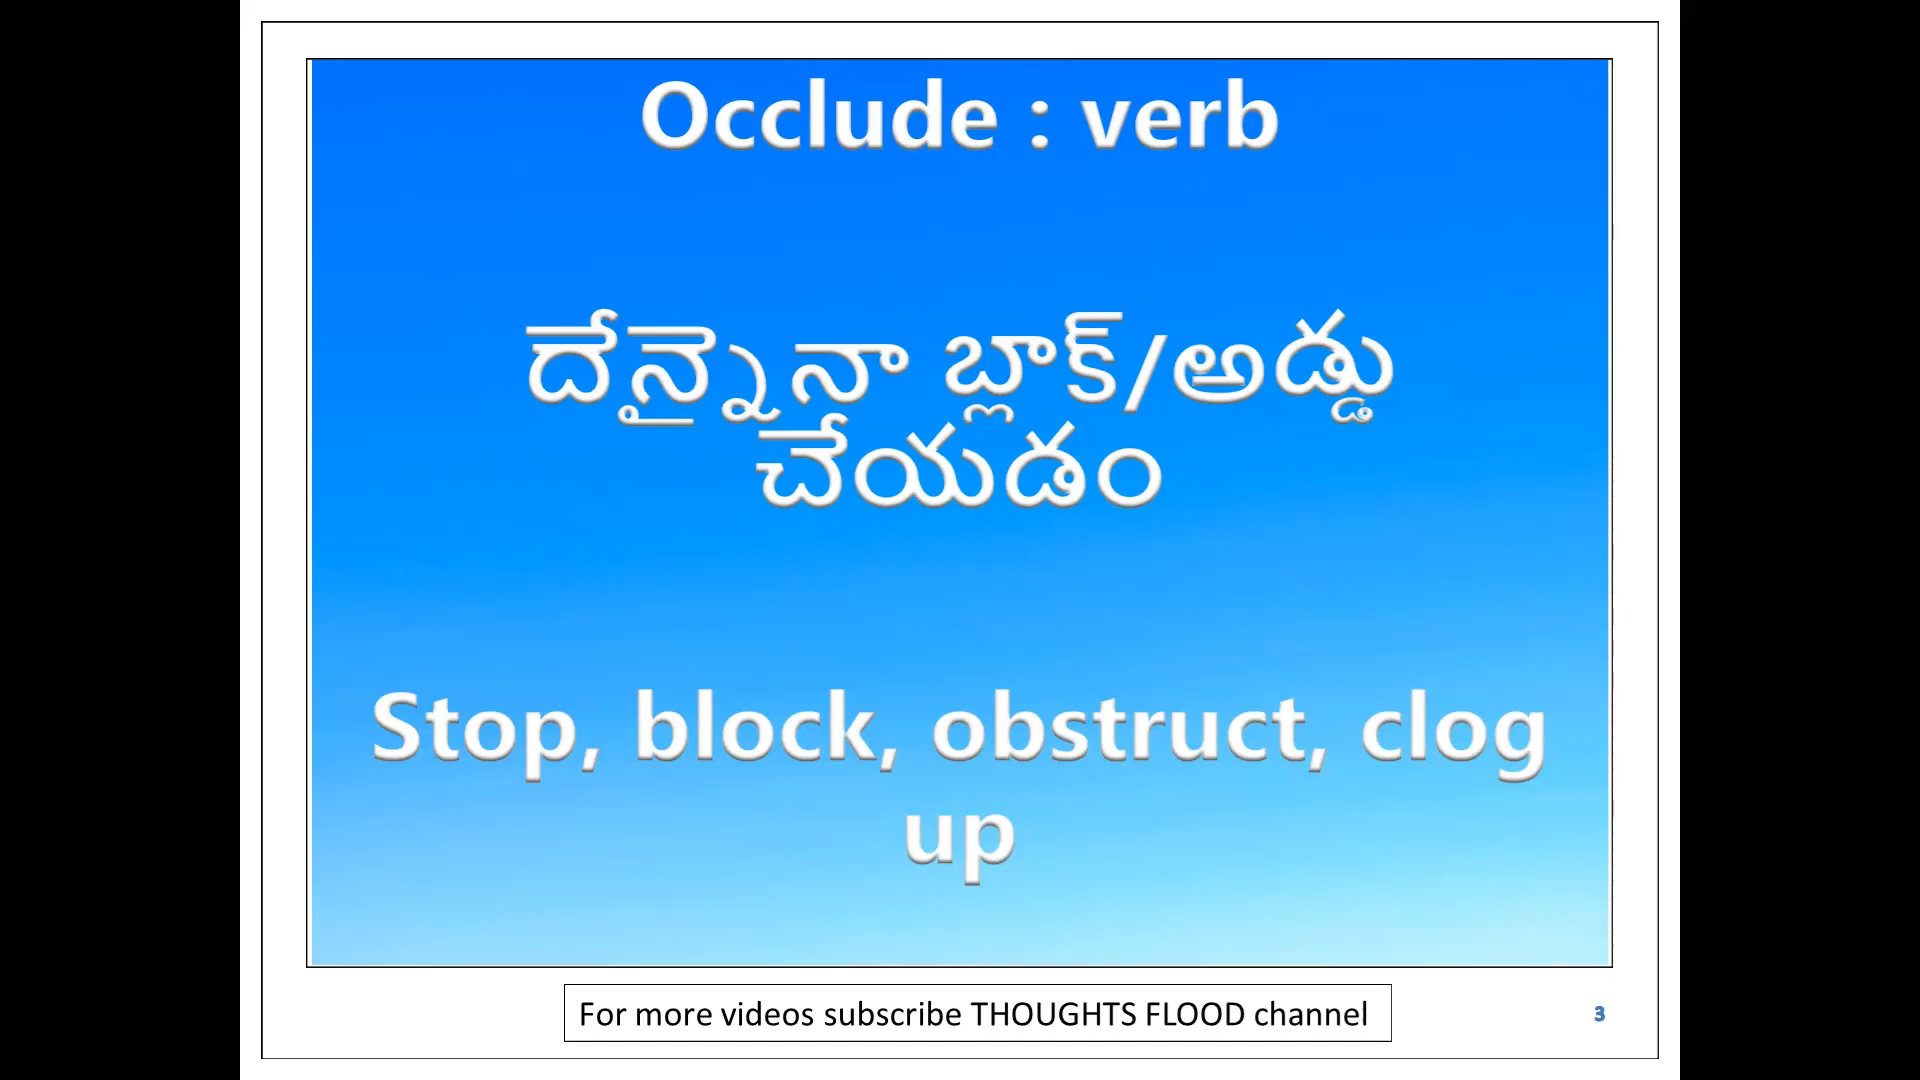 Occlude : verb
దేన్నైనా బ్లాక్/అడ్డు
చేయడం
Stop, block, obstruct, clog
up
For more videos subscribe THOUGHTS FLOOD channel
3